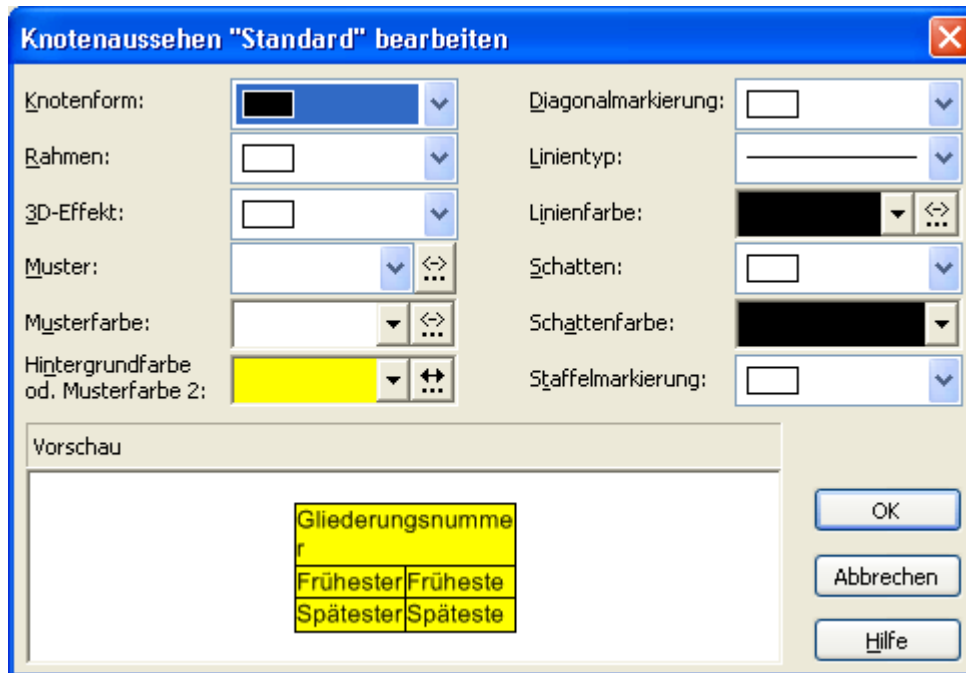 Knotenaussehen "Standard" bearbeiten
Knotenform:
Rahmen:
3D-Effekt:
Muster:
Musterfarbe:
Hintergrundfarbe
od. Musterfarbe 2:
Diagonalmarkierung:
Linientyp:
Linienfarbe:
Schatten:
Schattenfarbe:
Staffelmarkierung:
Vorschau
Gliederungsnumme
r
Frühester Früheste
Spätester Späteste
OK
Abbrechen
Hilfe